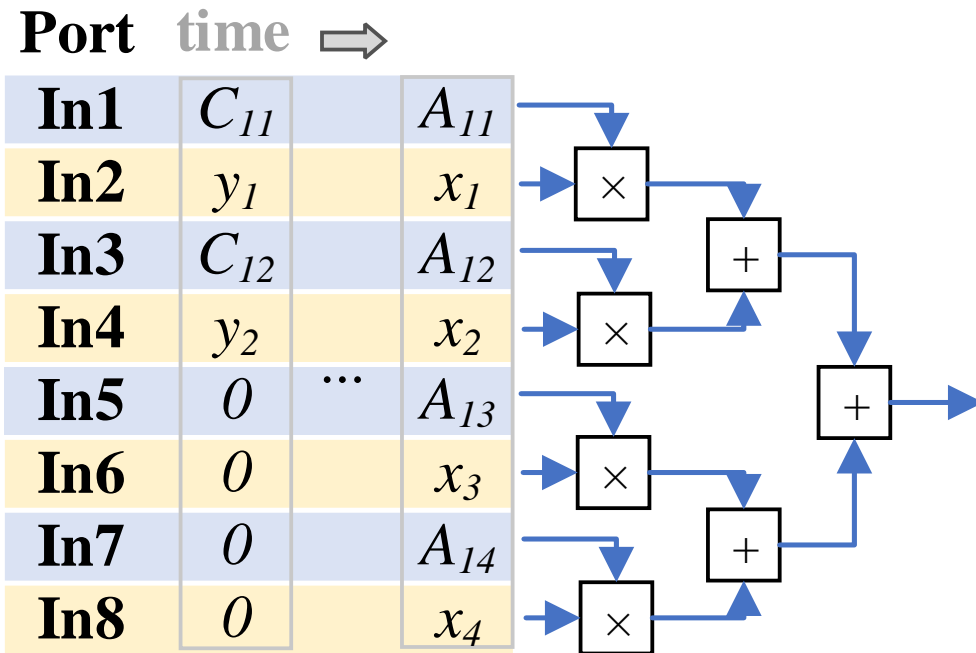 Port time
In1 C11 A11 ×
In2 y1 x1 +
In3 C12 A12 ×
In4 y2 x2 +
... 
In5 0 A13 ×
In6 0 x3 +
In7 0 A14 ×
In8 0 x4